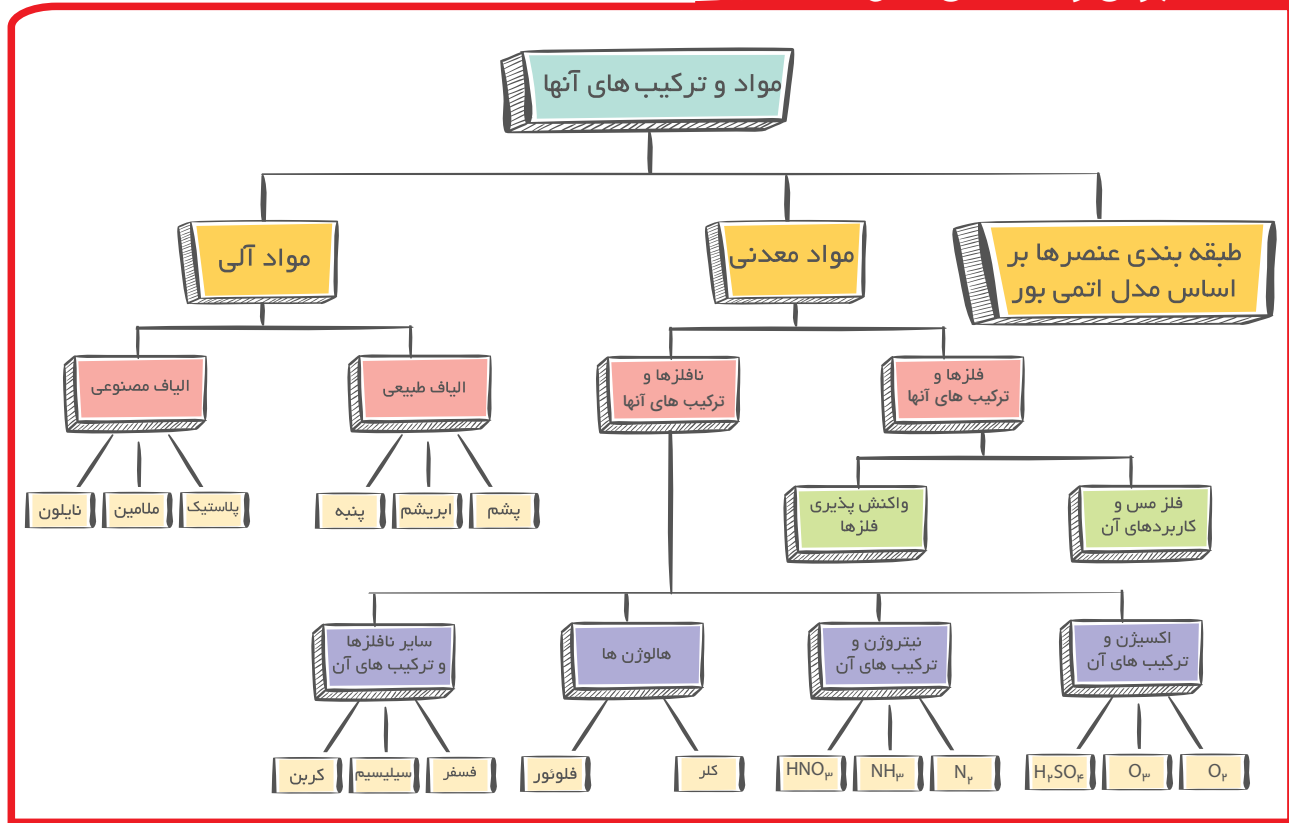 مواد و ترکیب های آنها
طبقه بندی عنصرها بر
اساس مدل اتمی بور
مواد معدنی
مواد آلی
فلزها و
ترکیب های آنها
نافلزها و
ترکیب های آنها
الیاف طبیعی
الیاف مصنوعی
فلز مس و
کاربردهای آن
واکنش پذیری
فلزها
پشم
ابریشم
پنبه
پلاستیک
ملامین
نایلون
اکسیژن و
ترکیب های آن
نیتروژن و
ترکیب های آن
هالوژن ها
سایر نافلزها
و ترکیب های آن
O۲
O۳
H۲SO۴
N۲
NH۳
HNO۳
کلر
فلوئور
فسفر
سیلیسیم
کربن